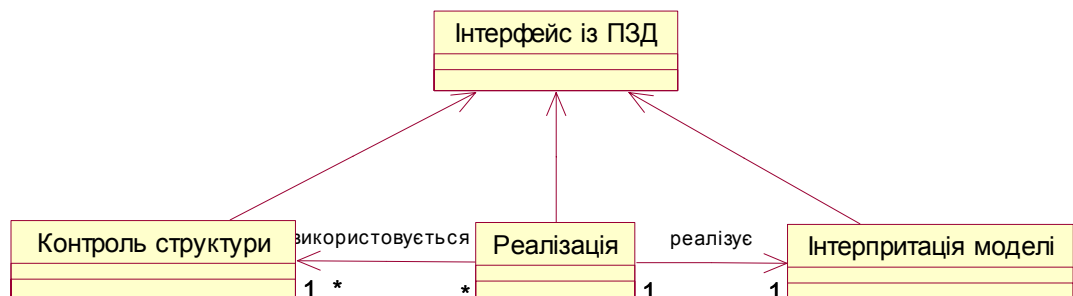 Інтерфейс із ПЗД
Контроль структури
використовується
Реалізація
реалізує
Інтерпритація моделі
1 *
*
1
1